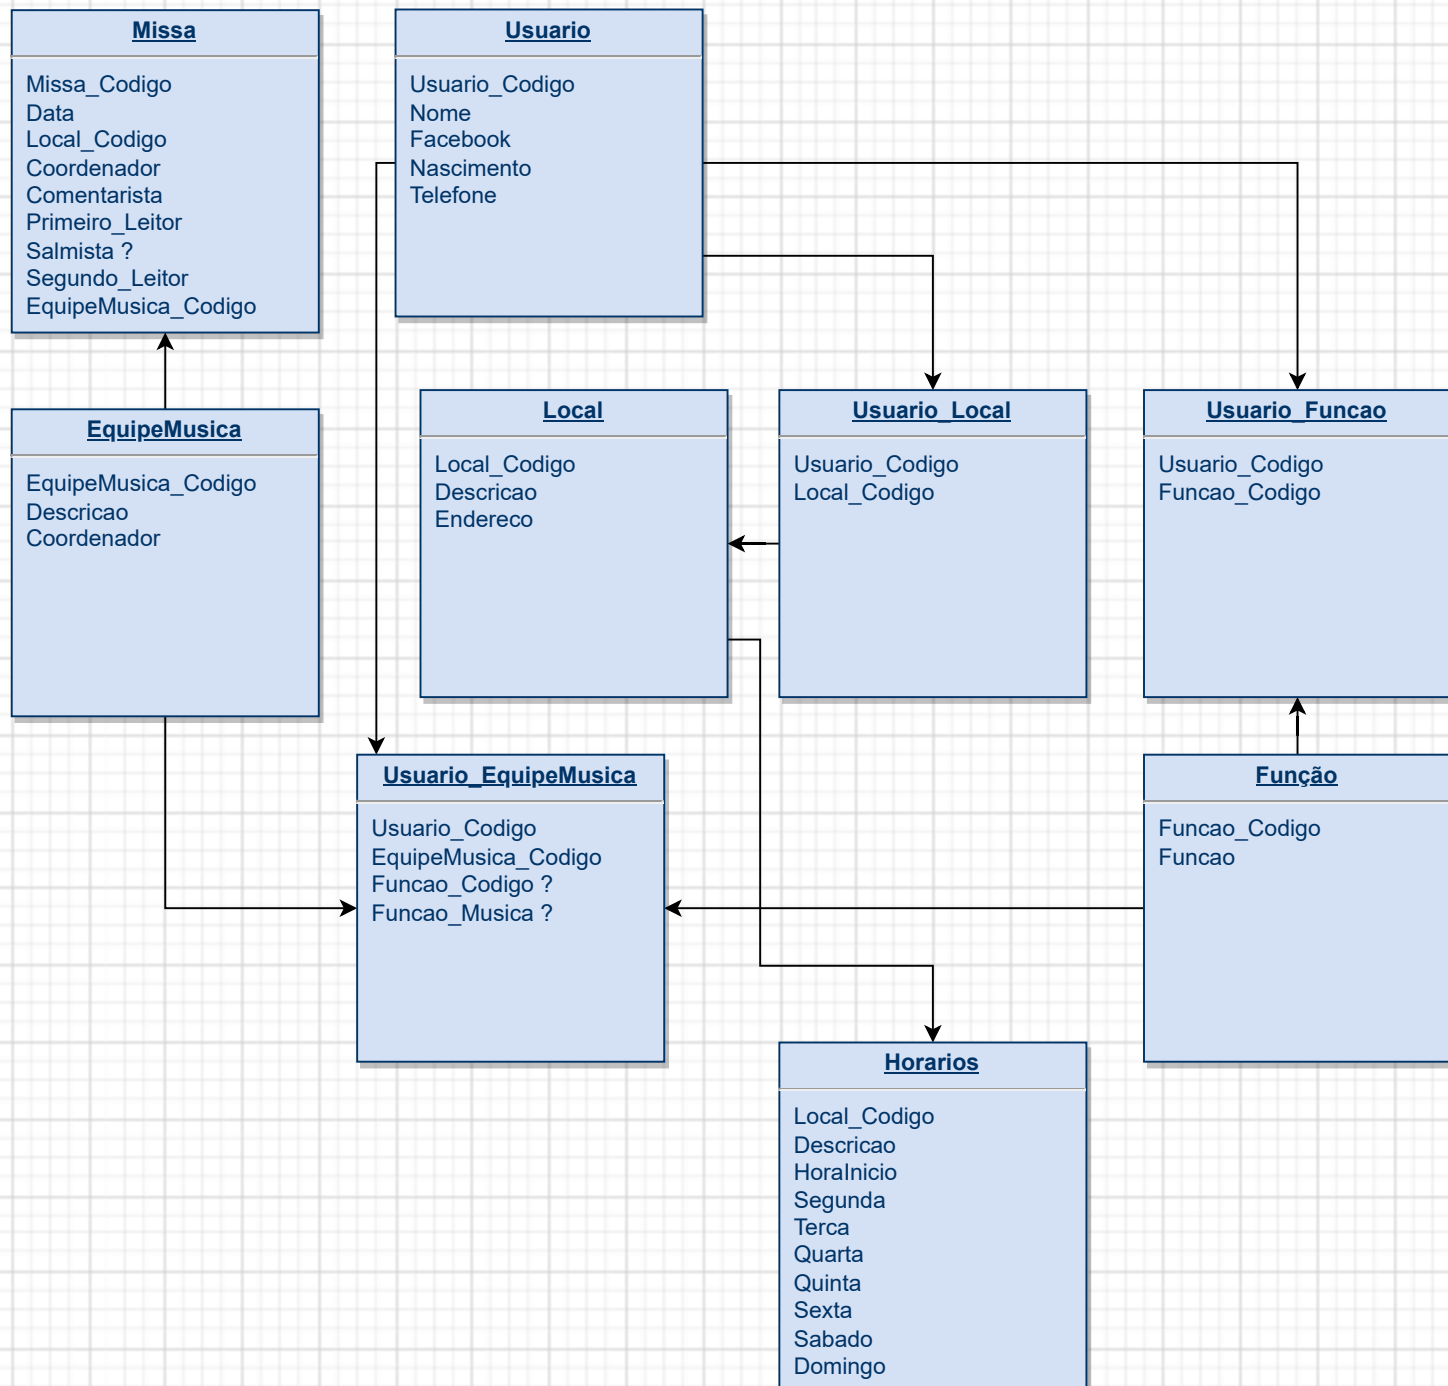 Missa
Missa_Codigo
Data
Local_Codigo
Coordenador
Comentarista
Primeiro_Leitor
Salmista ?
Segundo_Leitor
EquipeMusica_Codigo
Usuario
Usuario_Codigo
Nome
Facebook
Nascimento
Telefone
EquipeMusica
EquipeMusica_Codigo
Descricao
Coordenador
Local
Local_Codigo
Descricao
Endereco
Usuario_Local
Usuario_Codigo
Local_Codigo
Usuario_Funcao
Usuario_Codigo
Funcao_Codigo
Usuario_EquipeMusica
Usuario_Codigo
EquipeMusica_Codigo
Funcao_Codigo ?
Funcao_Musica ?
Função
Funcao_Codigo
Funcao
Horarios
Local_Codigo
Descricao
HoraInicio
Segunda
Terca
Quarta
Quinta
Sexta
Sabado
Domingo